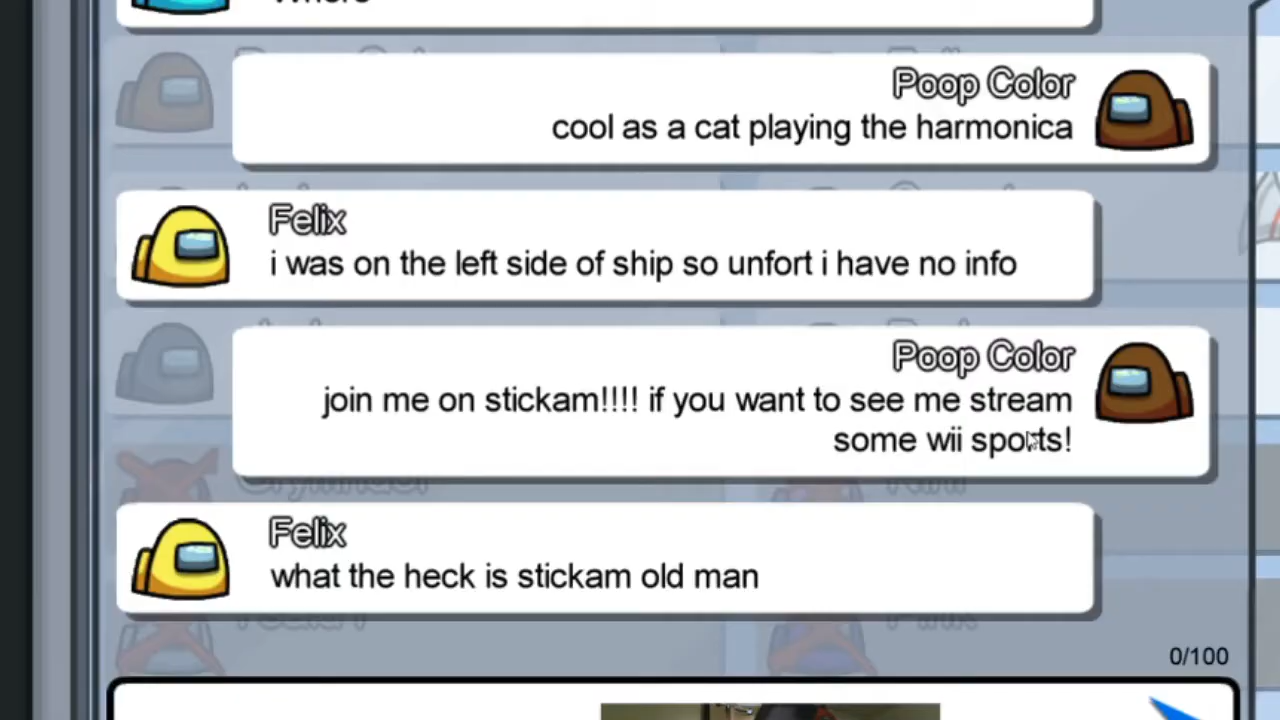 Where
Poop Color
cool as a cat playing the harmonica
Felix
i was on the left side of ship so unfort i have no info
Poop Color
join me on stickam!!!! if you want to see me stream
some wii sports!
Felix
what the heck is stickam old man
0/100